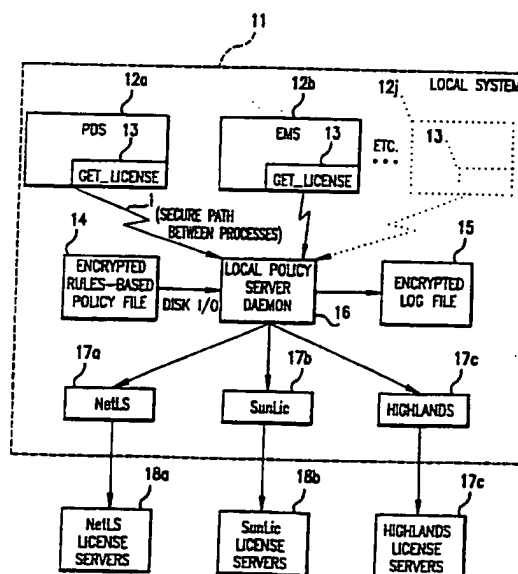 11
12a
12b
12j
LOCAL SYSTEM
PDS
13
GET_LICENSE
EMS
13
GET_LICENSE
ETC.
13
(SECURE PATH
BETWEEN PROCESSES)
14
15
ENCRYPTED
RULES-BASED
POLICY FILE
DISK I/O
LOCAL POLICY
SERVER
DAEMON
16
ENCRYPTED
LOG FILE
17a
17b
17c
NetLS
SunLic
HIGHLANDS
18a
18b
17c
NetLS
LICENSE
SERVERS
SunLic
LICENSE
SERVERS
HIGHLANDS
LICENSE
SERVERS